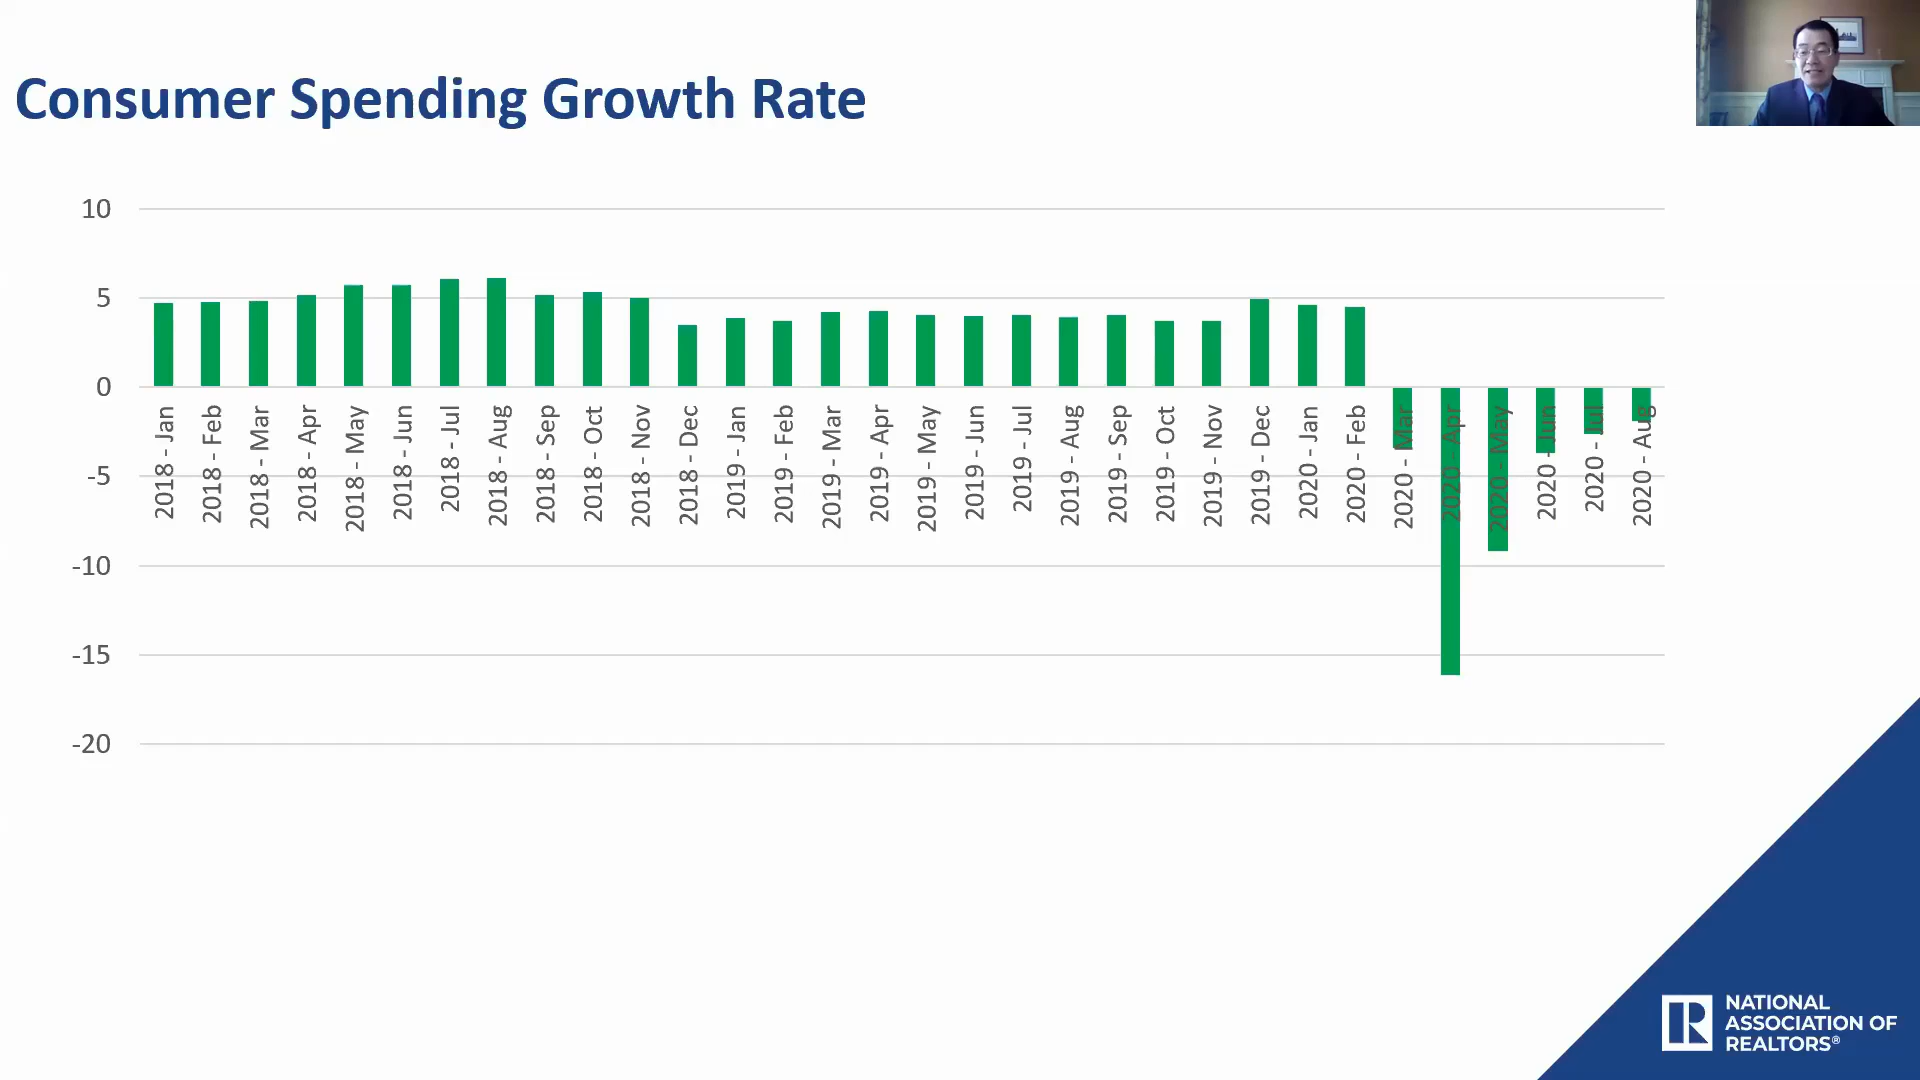 Consumer Spending Growth Rate
10
5
0
-5
-10
-15
-20
2018 - Jan
2018 - Feb
2018 - Mar
2018 - Apr
2018 - May
2018 - Jun
2018 - Jul
2018 - Aug
2018 - Sep
2018 - Oct
2018 - Nov
2018 - Dec
2019 - Jan
2019 - Feb
2019 - Mar
2019 - Apr
2019 - May
2019 - Jun
2019 - Jul
2019 - Aug
2019 - Sep
2019 - Oct
2019 - Nov
2019 - Dec
2020 - Jan
2020 - Feb
2020 - Mar
2020 - Apr
2020 - May
2020 - Jun
2020 - Jul
2020 - Aug
R
NATIONAL
ASSOCIATION OF
REALTORS®